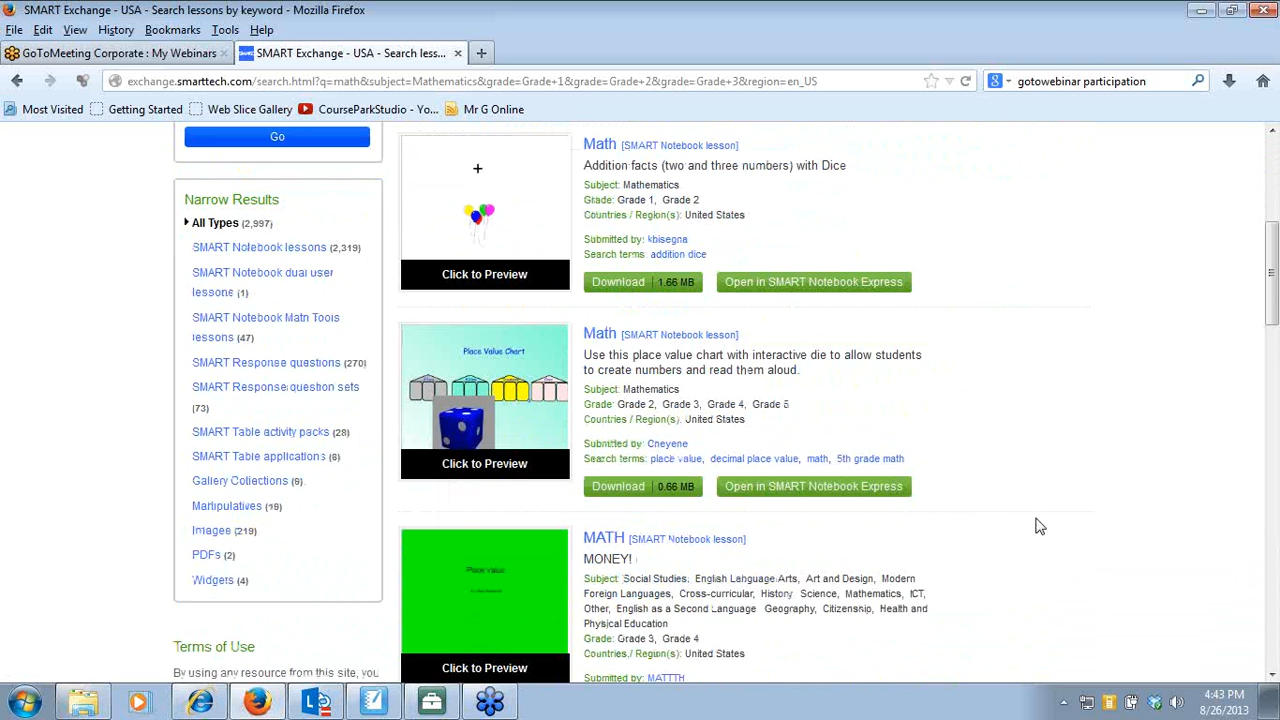 SMART Exchange - USA - Search lessons by keyword - Mozilla Firefox
File Edit View History Bookmarks Tools Help
GoToMeeting Corporate : My Webinars
SMART Exchange - USA - Search less...
exchange.smarttech.com/search.html?q=math&subject=Mathematics&grade=Grade+1&grade=Grade+2&grade=Grade+3&region=en_US
gotowebinar participation
Most Visited Getting Started Web Slice Gallery CourseParkStudio - Yo... Mr G Online
Go
Narrow Results
All Types (2,997)
SMART Notebook lessons (2,319)
SMART Notebook dual user
lessons (1)
SMART Notebook Math Tools
lessons (47)
SMART Response questions (270)
SMART Response question sets
(73)
SMART Table activity packs (28)
SMART Table applications (6)
Gallery Collections (9)
Manipulatives (19)
Images (219)
PDFs (2)
Widgets (4)
Terms of Use
By using any resource from this site, you
+
Click to Preview
Math [SMART Notebook lesson]
Addition facts (two and three numbers) with Dice
Subject: Mathematics
Grade: Grade 1, Grade 2
Countries / Region(s): United States
Submitted by: kbisegna
Search terms: addition dice
Download 1.66 MB Open in SMART Notebook Express
Place Value Chart
Click to Preview
Math [SMART Notebook lesson]
Use this place value chart with interactive die to allow students
to create numbers and read them aloud.
Subject: Mathematics
Grade: Grade 2, Grade 3, Grade 4, Grade 5
Countries / Region(s): United States
Submitted by: Cheyene
Search terms: place value, decimal place value, math, 5th grade math
Download 0.66 MB Open in SMART Notebook Express
Place value
Click to Preview
MATH [SMART Notebook lesson]
MONEY!
Subject: Social Studies, English Language Arts, Art and Design, Modern
Foreign Languages, Cross-curricular, History, Science, Mathematics, ICT,
Other, English as a Second Language, Geography, Citizenship, Health and
Physical Education
Grade: Grade 3, Grade 4
Countries / Region(s): United States
Submitted by: MATTTH
4:43 PM
8/26/2013